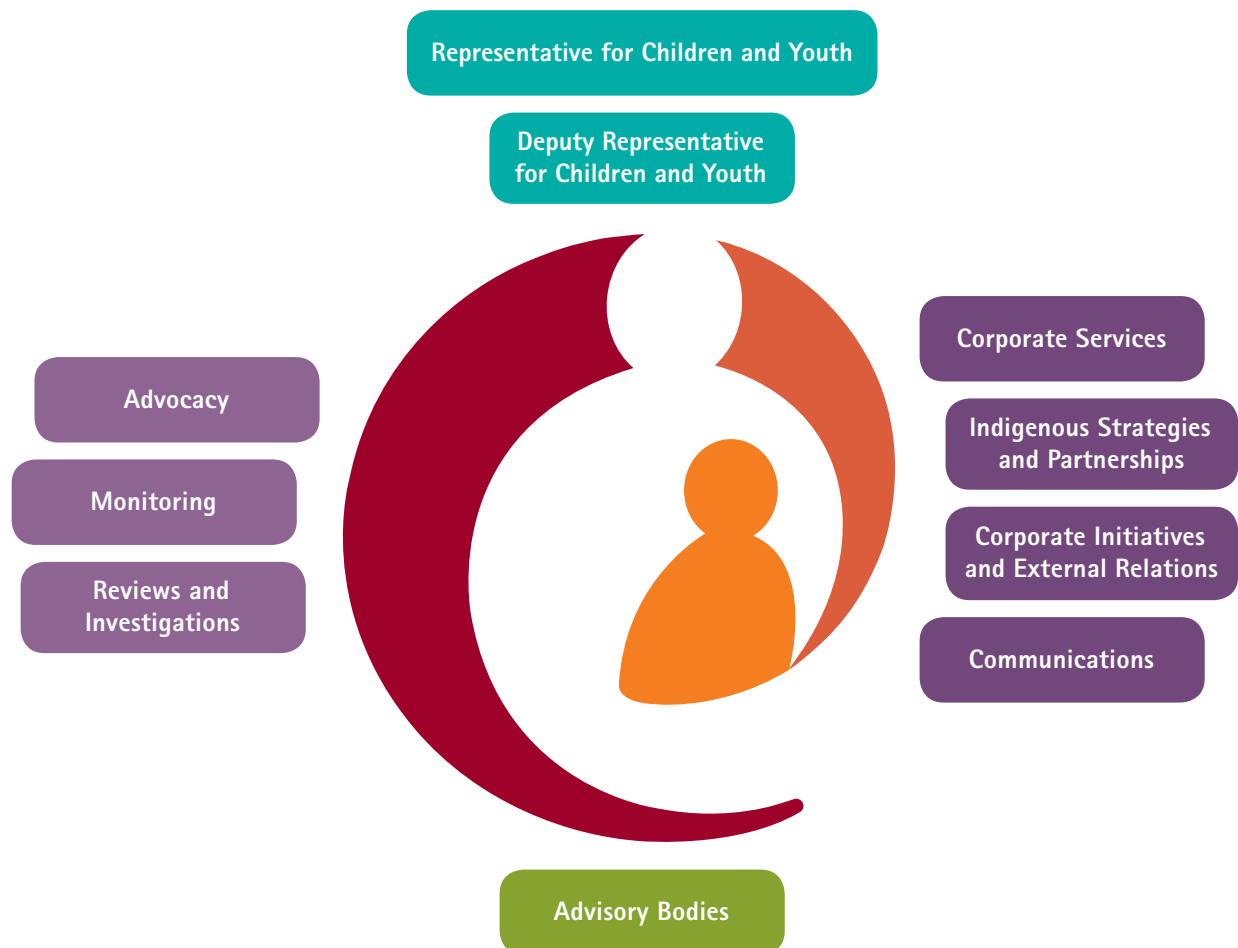 Representative for Children and Youth
Deputy Representative
for Children and Youth
Advocacy
Monitoring
Reviews and
Investigations
Corporate Services
Indigenous Strategies
and Partnerships
Corporate Initiatives
and External Relations
Communications
Advisory Bodies